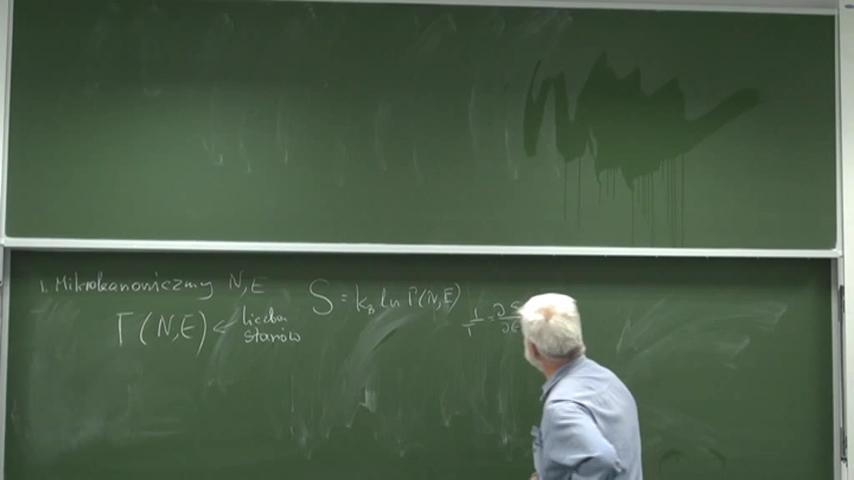 1. Mikrokanoniczny N, E
Γ(N,E) ← liczba stanów
S = k_B ln Γ(N,E)
1/T = ∂S/∂E